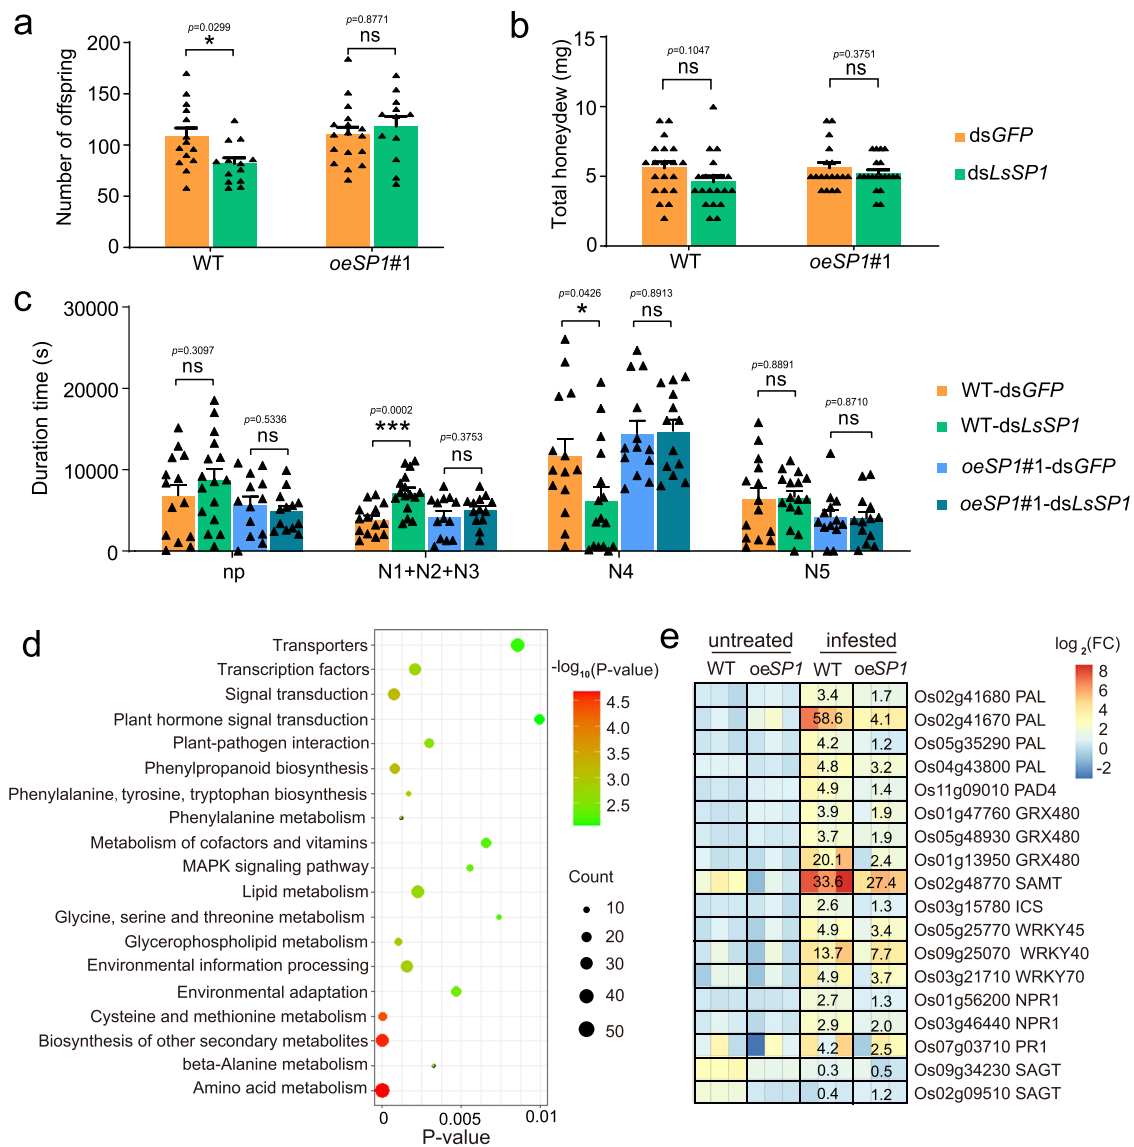 a
p=0.0299
*
p=0.8771
ns
Number of offspring
200
150
100
50
0
WT
oeSP1#1
b
p=0.1047
ns
p=0.3751
ns
Total honeydew (mg)
15
10
5
0
WT
oeSP1#1
dsGFP
dsLsSP1
c
Duration time (s)
30000
20000
10000
0
p=0.3097
ns
p=0.5336
ns
p=0.0002
***
p=0.3753
ns
p=0.0426
*
p=0.8913
ns
p=0.8891
ns
p=0.8710
ns
np
N1+N2+N3
N4
N5
WT-dsGFP
WT-dsLsSP1
oeSP1#1-dsGFP
oeSP1#1-dsLsSP1
d
Transporters
Transcription factors
Signal transduction
Plant hormone signal transduction
Plant-pathogen interaction
Phenylpropanoid biosynthesis
Phenylalanine, tyrosine, tryptophan biosynthesis
Phenylalanine metabolism
Metabolism of cofactors and vitamins
MAPK signaling pathway
Lipid metabolism
Glycine, serine and threonine metabolism
Glycerophospholipid metabolism
Environmental information processing
Environmental adaptation
Cysteine and methionine metabolism
Biosynthesis of other secondary metabolites
beta-Alanine metabolism
Amino acid metabolism
0
0.005
0.01
P-value
-log10(P-value)
4.5
4.0
3.5
3.0
2.5
Count
10
20
30
40
50
e
untreated
infested
WT
oeSP1
WT
oeSP1
log 2(FC)
8
6
4
2
0
-2
3.4 1.7 Os02g41680 PAL
58.6 4.1 Os02g41670 PAL
4.2 1.2 Os05g35290 PAL
4.8 3.2 Os04g43800 PAL
4.9 1.4 Os11g09010 PAD4
3.9 1.9 Os01g47760 GRX480
3.7 1.9 Os05g48930 GRX480
20.1 2.4 Os01g13950 GRX480
33.6 27.4 Os02g48770 SAMT
2.6 1.3 Os03g15780 ICS
4.9 3.4 Os05g25770 WRKY45
13.7 7.7 Os09g25070 WRKY40
4.9 3.7 Os03g21710 WRKY70
2.7 1.3 Os01g56200 NPR1
2.9 2.0 Os03g46440 NPR1
4.2 2.5 Os07g03710 PR1
0.3 0.5 Os09g34230 SAGT
0.4 1.2 Os02g09510 SAGT